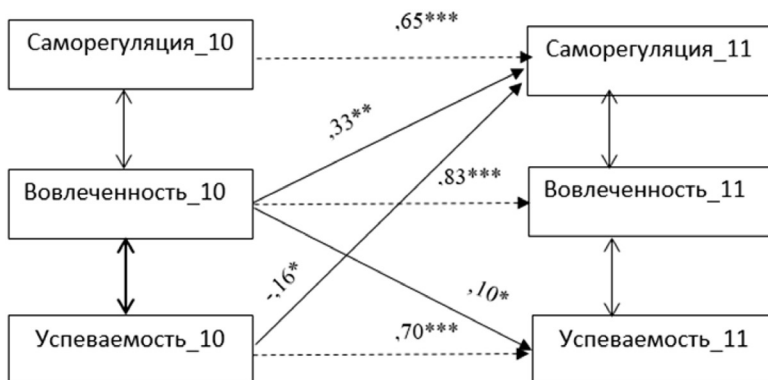 ,65***
Саморегуляция_10
Саморегуляция_11
,33**
,83***
Вовлеченность_10
Вовлеченность_11
-,16*
,10*
Успеваемость_10
,70***
Успеваемость_11